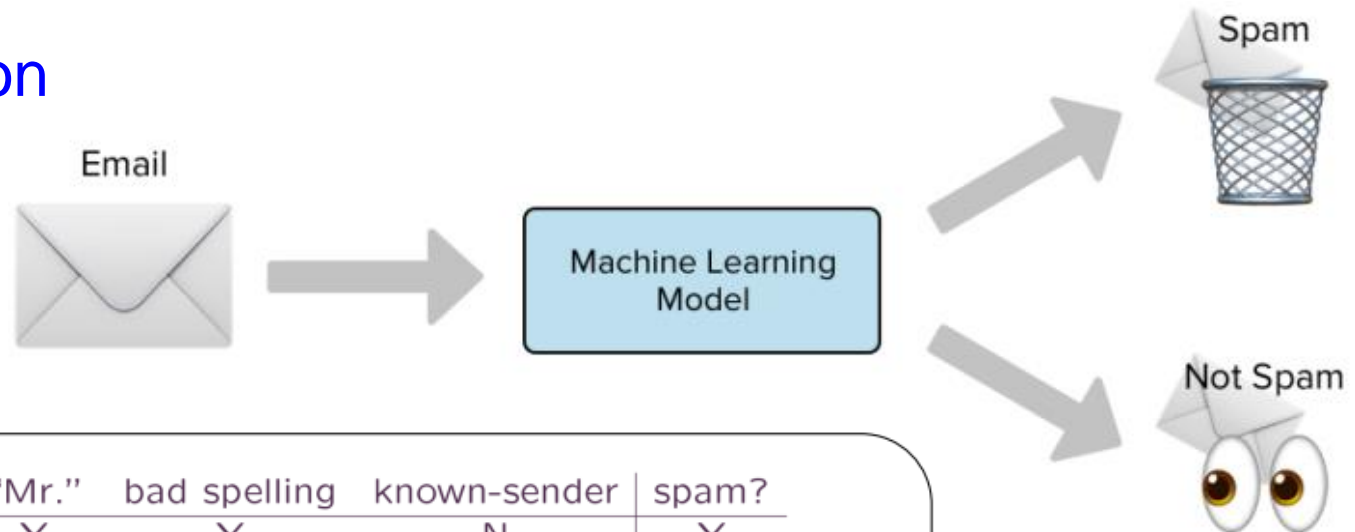 on
Email
Machine Learning
Model
Spam
Not Spam
"Mr." bad spelling known-sender spam?
Y Y N Y